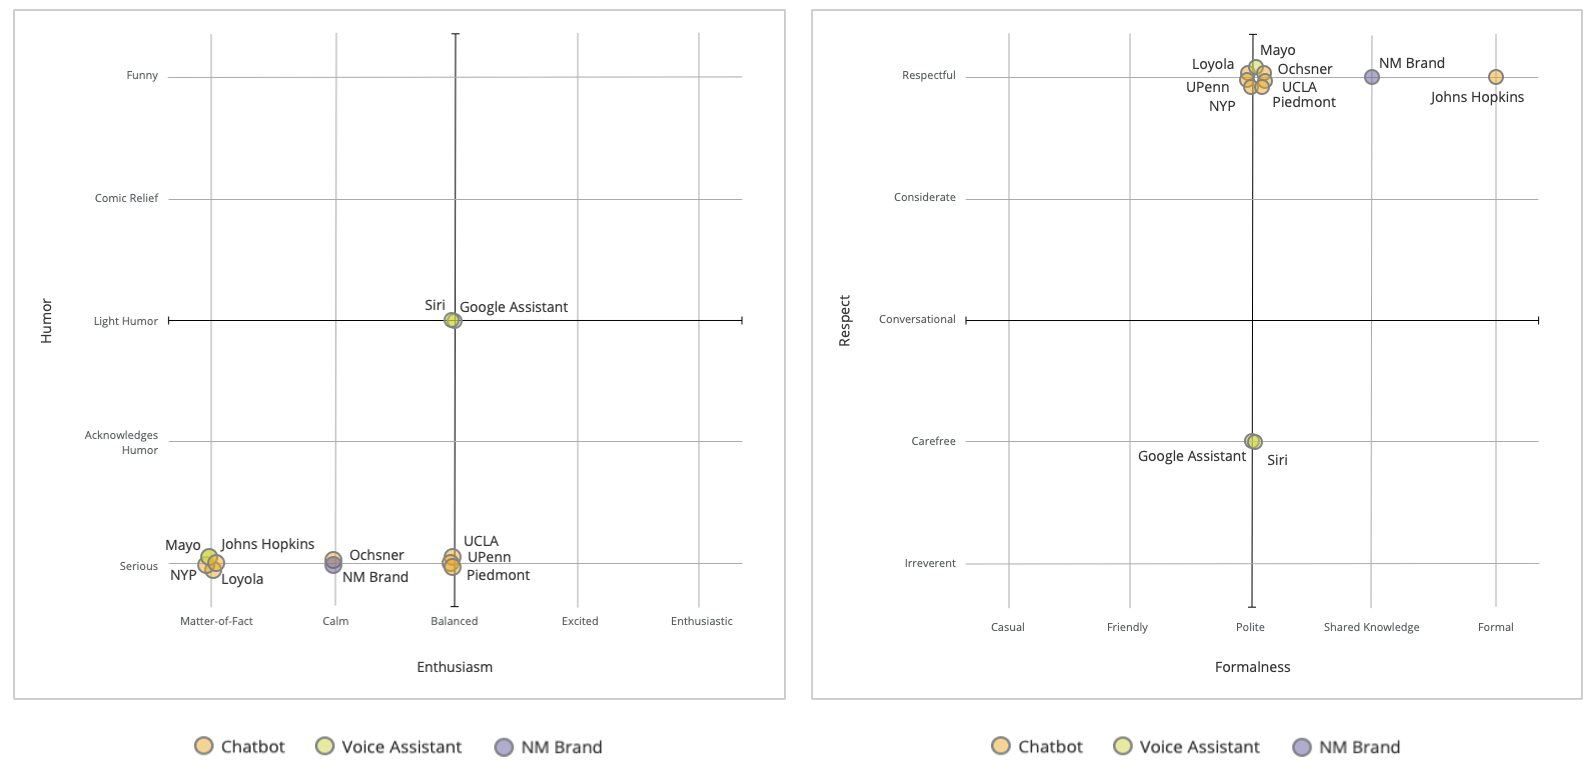 Funny
Comic Relief
Humor
Siri
Google Assistant
Light Humor
Acknowledges
Humor
UCLA
Mayo
Johns Hopkins
Ochsner
UPenn
Serious
NYP
Loyola
NM Brand
Piedmont
Matter-of-Fact
Calm
Balanced
Excited
Enthusiastic
Enthusiasm
Chatbot
Voice Assistant
NM Brand
Mayo
Loyola
Ochsner
NM Brand
Respectful
UPenn
UCLA
Johns Hopkins
NYP
Piedmont
Considerate
Respect
Conversational
Carefree
Google Assistant
Siri
Irreverent
Casual
Friendly
Polite
Shared Knowledge
Formal
Formalness
Chatbot
Voice Assistant
NM Brand